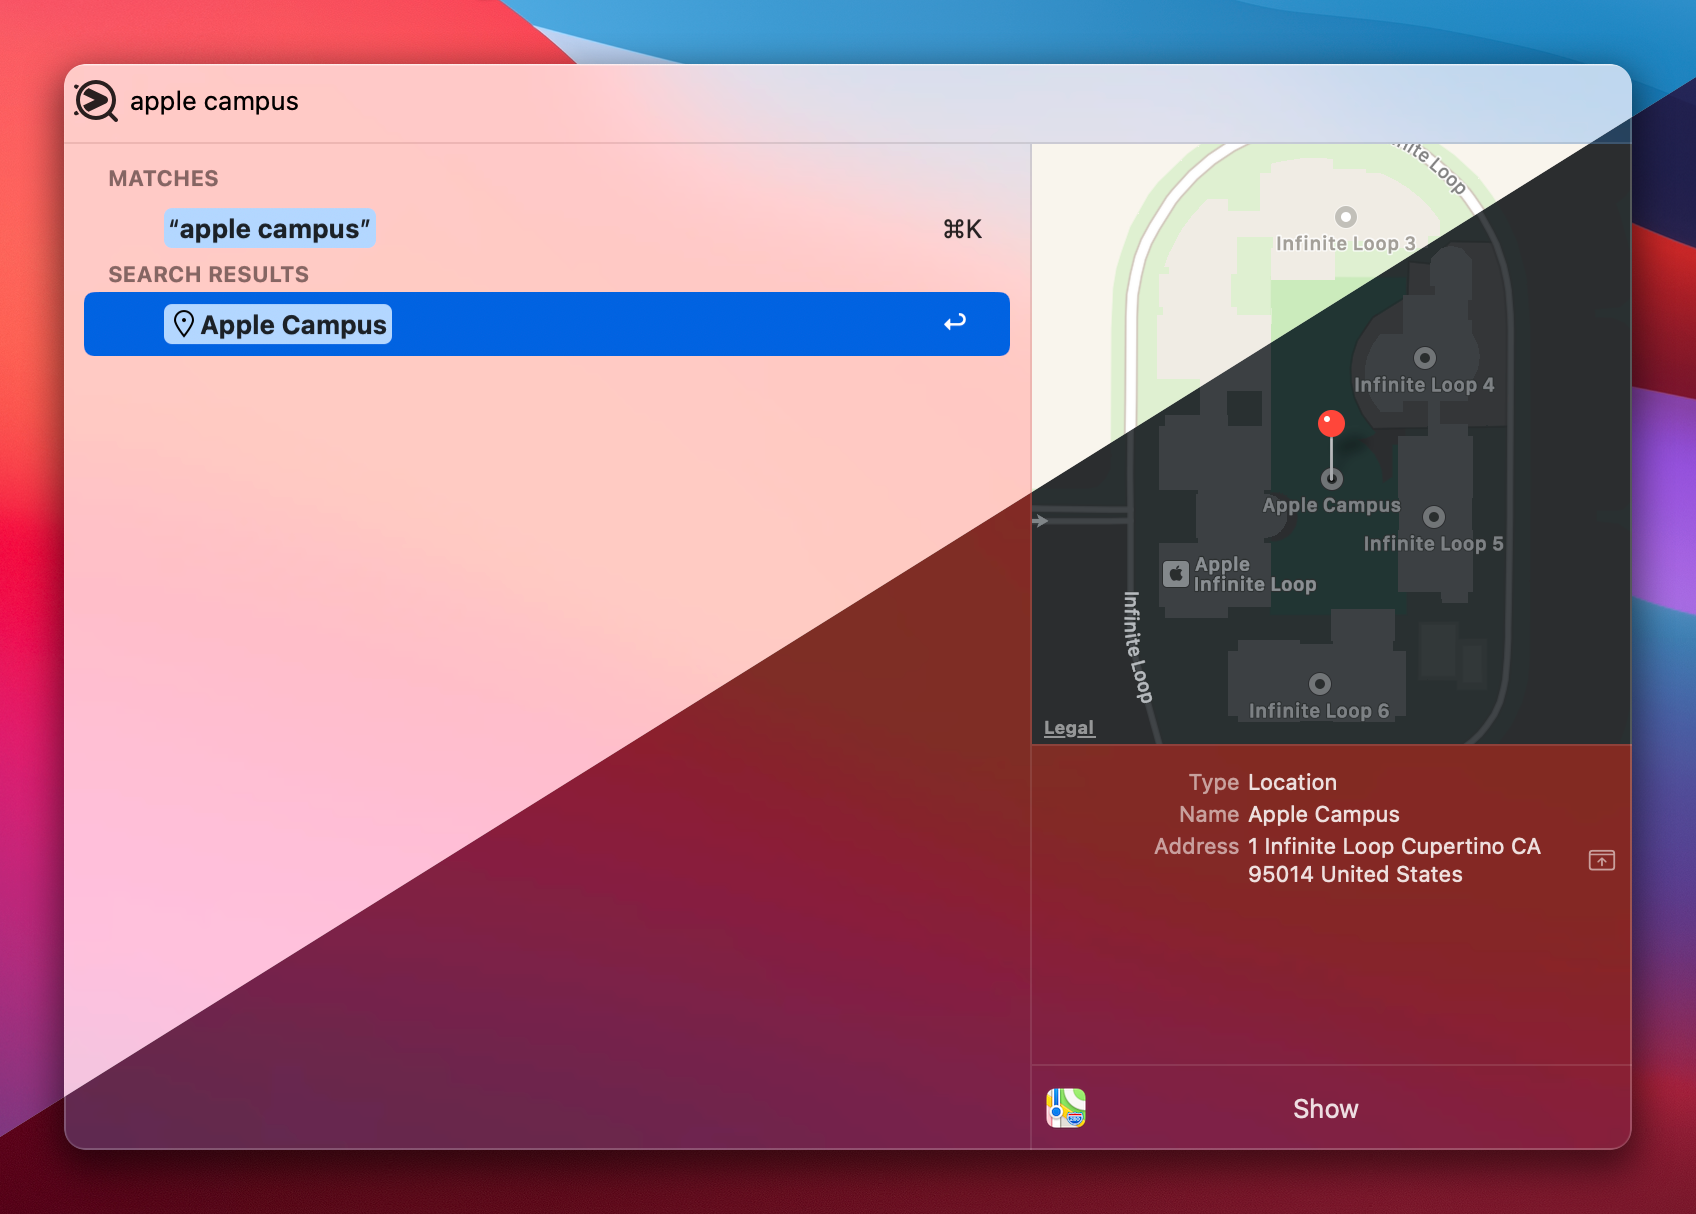 apple campus
MATCHES
“apple campus”
⌘K
SEARCH RESULTS
Apple Campus
Infinite Loop
Infinite Loop 3
Infinite Loop 4
Apple Campus
Infinite Loop 5
Apple
Infinite Loop
Infinite Loop
Infinite Loop 6
Legal
Type Location
Name Apple Campus
Address 1 Infinite Loop Cupertino CA
95014 United States
280
Show